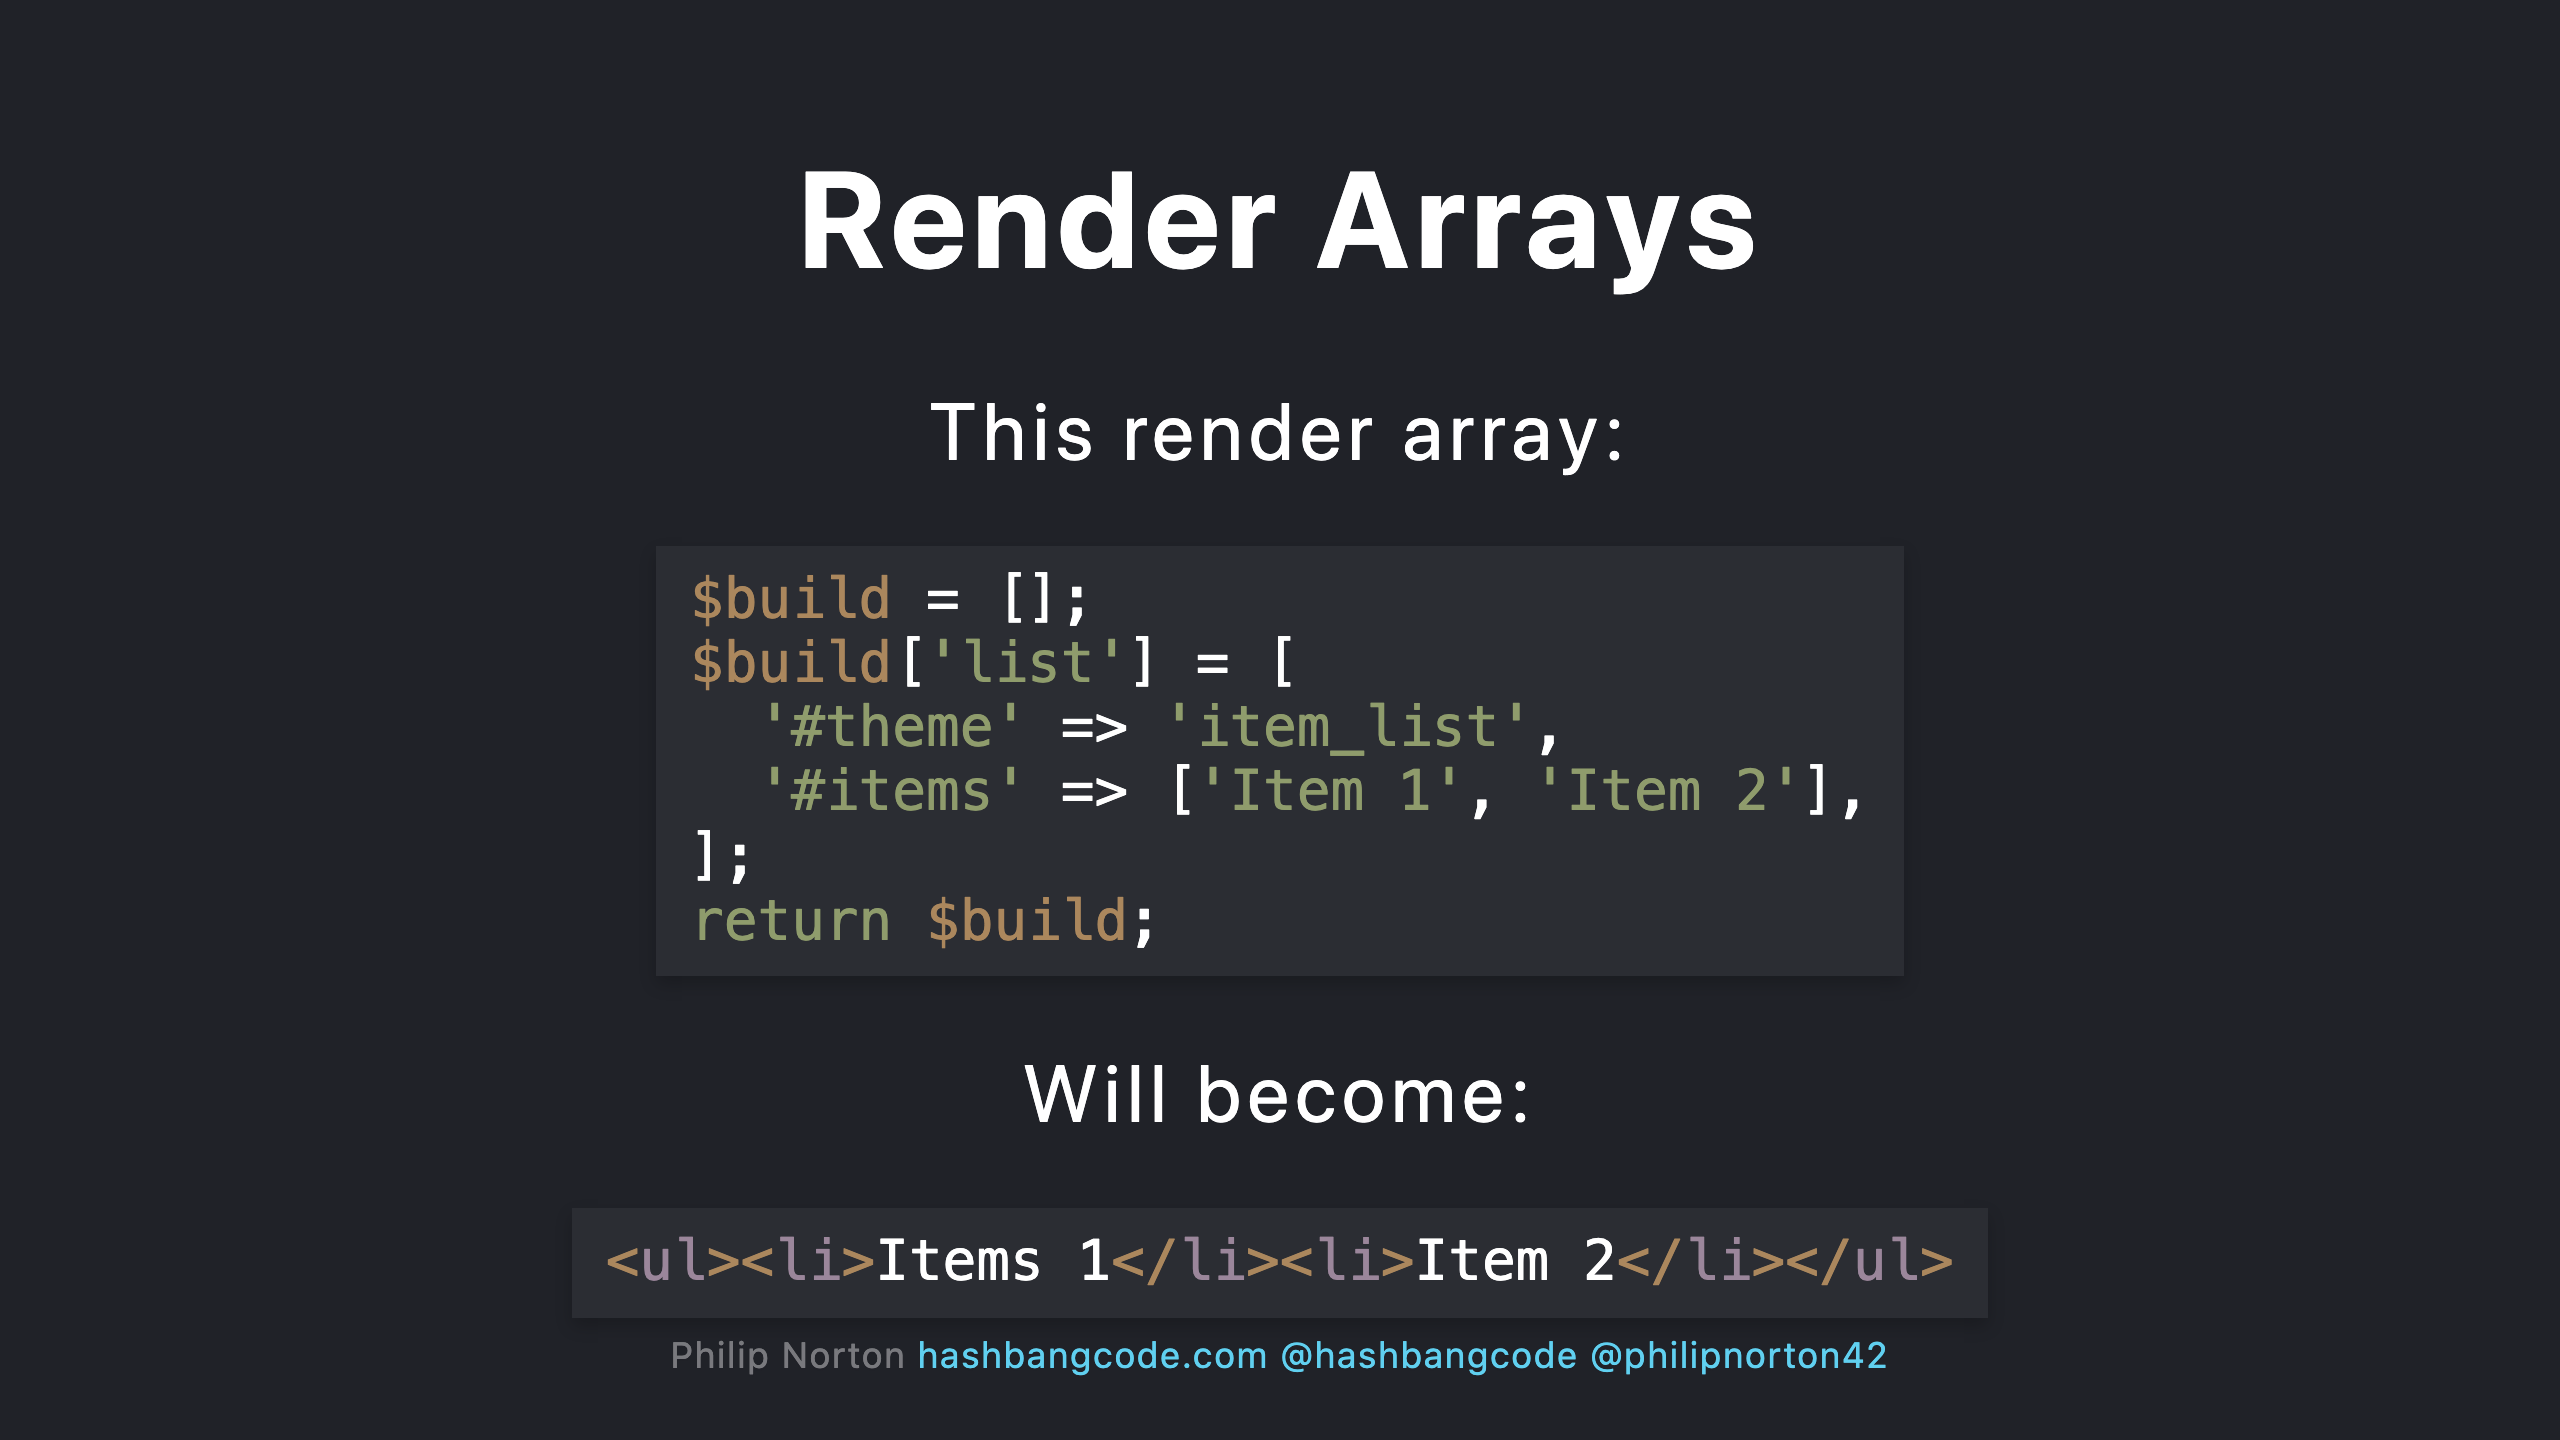 Render Arrays
This render array:
$build = [];
$build['list'] = [
  '#theme' => 'item_list',
  '#items' => ['Item 1', 'Item 2'],
];
return $build;
Will become:
<ul><li>Items 1</li><li>Item 2</li></ul>
Philip Norton hashbangcode.com @hashbangcode @philipnorton42